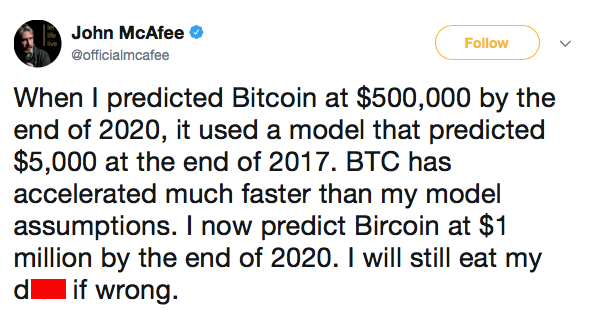 John McAfee
@officialmcafee
Follow
When I predicted Bitcoin at $500,000 by the
end of 2020, it used a model that predicted
$5,000 at the end of 2017. BTC has
accelerated much faster than my model
assumptions. I now predict Bircoin at $1
million by the end of 2020. I will still eat my
d if wrong.